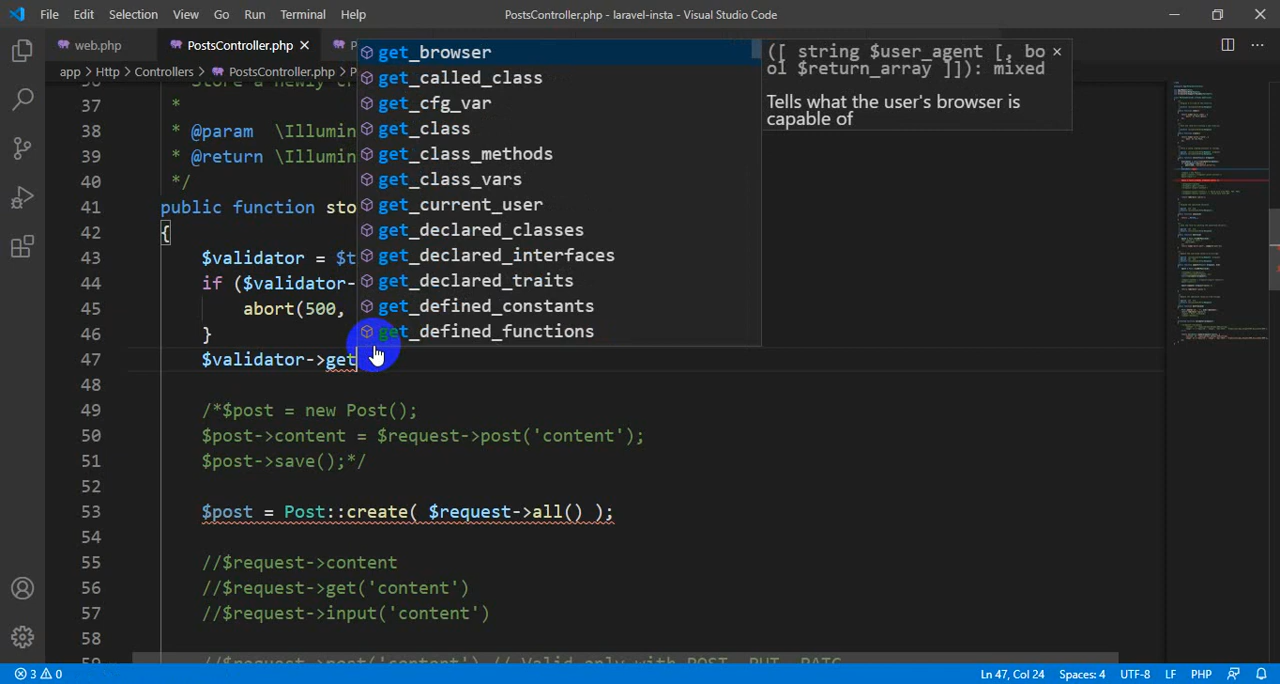 File Edit Selection View Go Run Terminal Help PostsController.php - laravel-insta - Visual Studio Code
web.php PostsController.php
app > Http > Controllers > PostsController.php >
37 *
38 * @param \Illumin
39 * @return \Illumin
40 */
41 public function sto
42 {
43 $validator = $t
44 if ($validator-
45 abort(500,
46 }
47 $validator->get
48
49 /*$post = new Post();
50 $post->content = $request->post('content');
51 $post->save();*/
52
53 $post = Post::create( $request->all() );
54
55 //$request->content
56 //$request->get('content')
57 //$request->input('content')
58
get_browser
get_called_class
get_cfg_var
get_class
get_class_methods
get_class_vars
get_current_user
get_declared_classes
get_declared_interfaces
get_declared_traits
get_defined_constants
get_defined_functions
([ string $user_agent [, bo
ol $return_array ]]): mixed
Tells what the user's browser is
capable of
3 0 Ln 47, Col 24 Spaces: 4 UTF-8 LF PHP